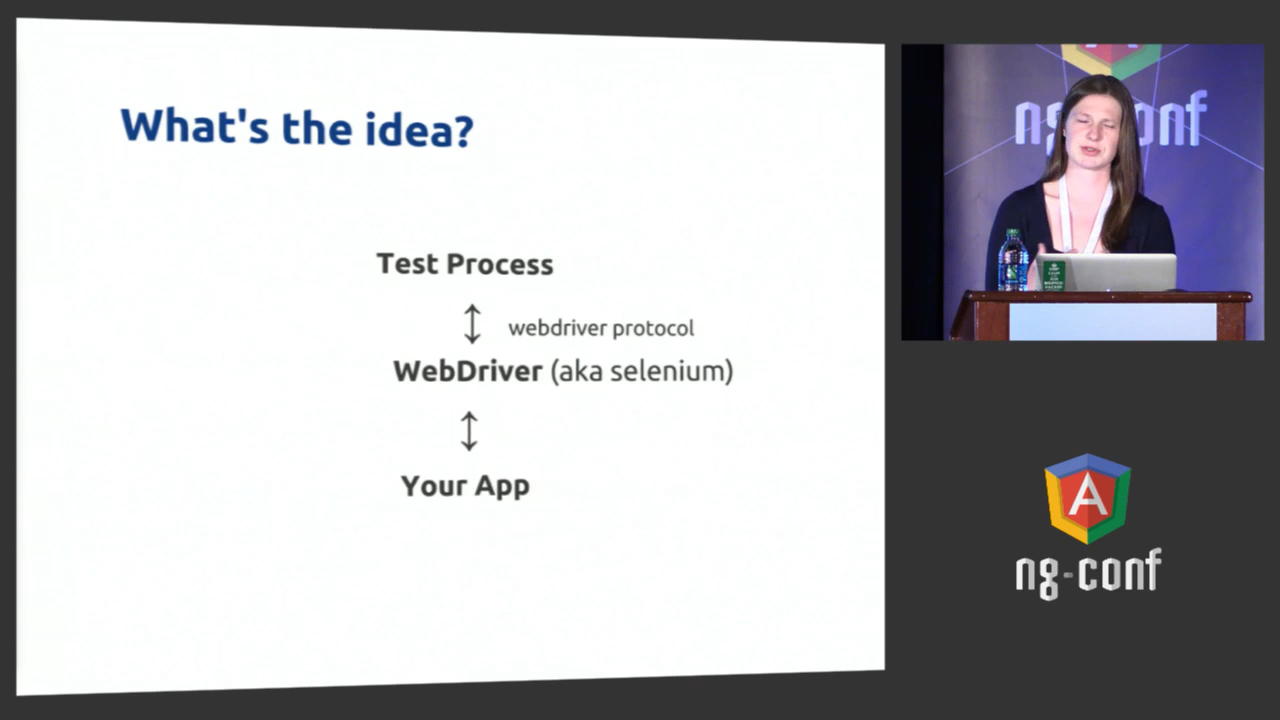 What's the idea?
Test Process
↕ webdriver protocol
WebDriver (aka selenium)
↕
Your App
ng-conf
A
ng-conf